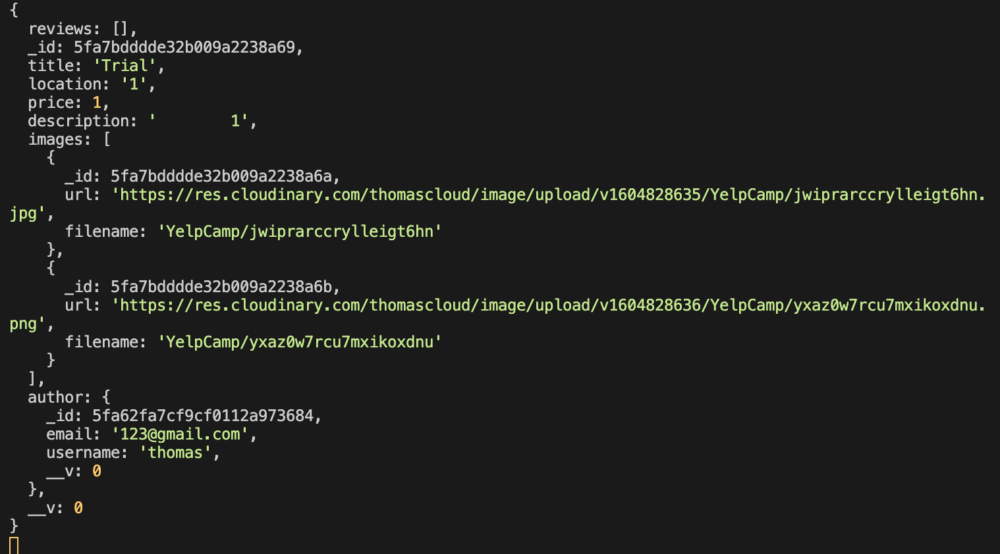 {
  reviews: [],
  _id: 5fa7bdddde32b009a2238a69,
  title: 'Trial',
  location: '1',
  price: 1,
  description: '        1',
  images: [
    {
      _id: 5fa7bdddde32b009a2238a6a,
      url: 'https://res.cloudinary.com/thomascloud/image/upload/v1604828635/YelpCamp/jwiprarccrylleigt6hn.
jpg',
      filename: 'YelpCamp/jwiprarccrylleigt6hn'
    },
    {
      _id: 5fa7bdddde32b009a2238a6b,
      url: 'https://res.cloudinary.com/thomascloud/image/upload/v1604828636/YelpCamp/yxaz0w7rcu7mxikoxdnu.
png',
      filename: 'YelpCamp/yxaz0w7rcu7mxikoxdnu'
    }
  ],
  author: {
    _id: 5fa62fa7cf9cf0112a973684,
    email: '123@gmail.com',
    username: 'thomas',
    __v: 0
  },
  __v: 0
}